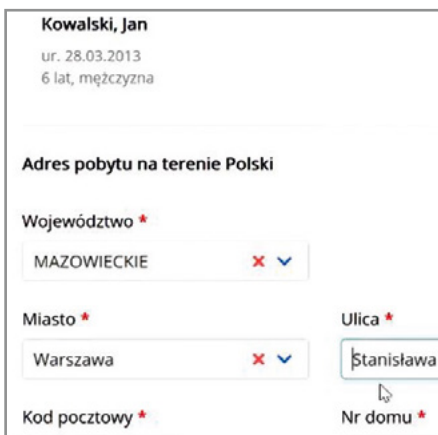 Kowalski, Jan
ur. 28.03.2013
6 lat, mężczyzna
Adres pobytu na terenie Polski
Województwo *
MAZOWIECKIE
Miasto *
Ulica *
Warszawa
Stanisława
Kod pocztowy *
Nr domu *